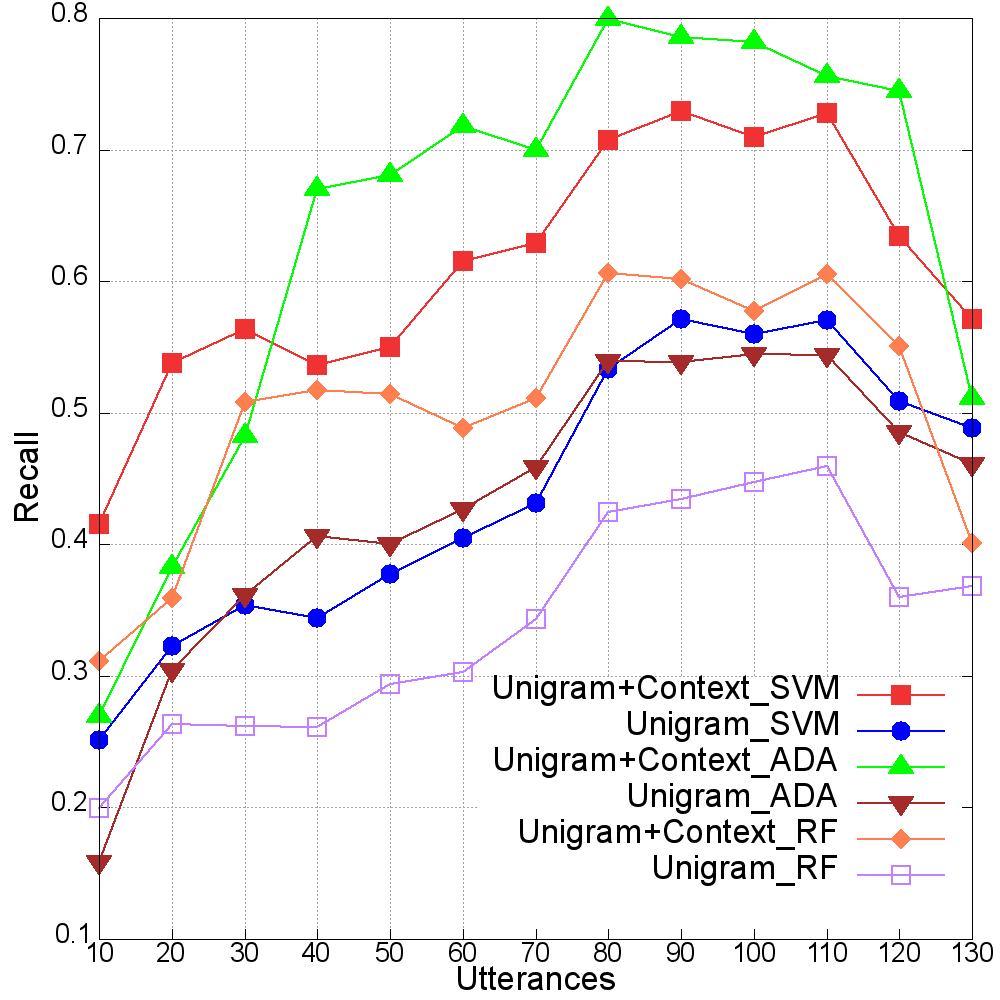 0.8
0.7
0.6
0.5
0.4
0.3
0.2
0.1
Recall
Unigram+Context_SVM
Unigram_SVM
Unigram+Context_ADA
Unigram_ADA
Unigram+Context_RF
Unigram_RF
10 20 30 40 50 60 70 80 90 100 110 120 130
Utterances